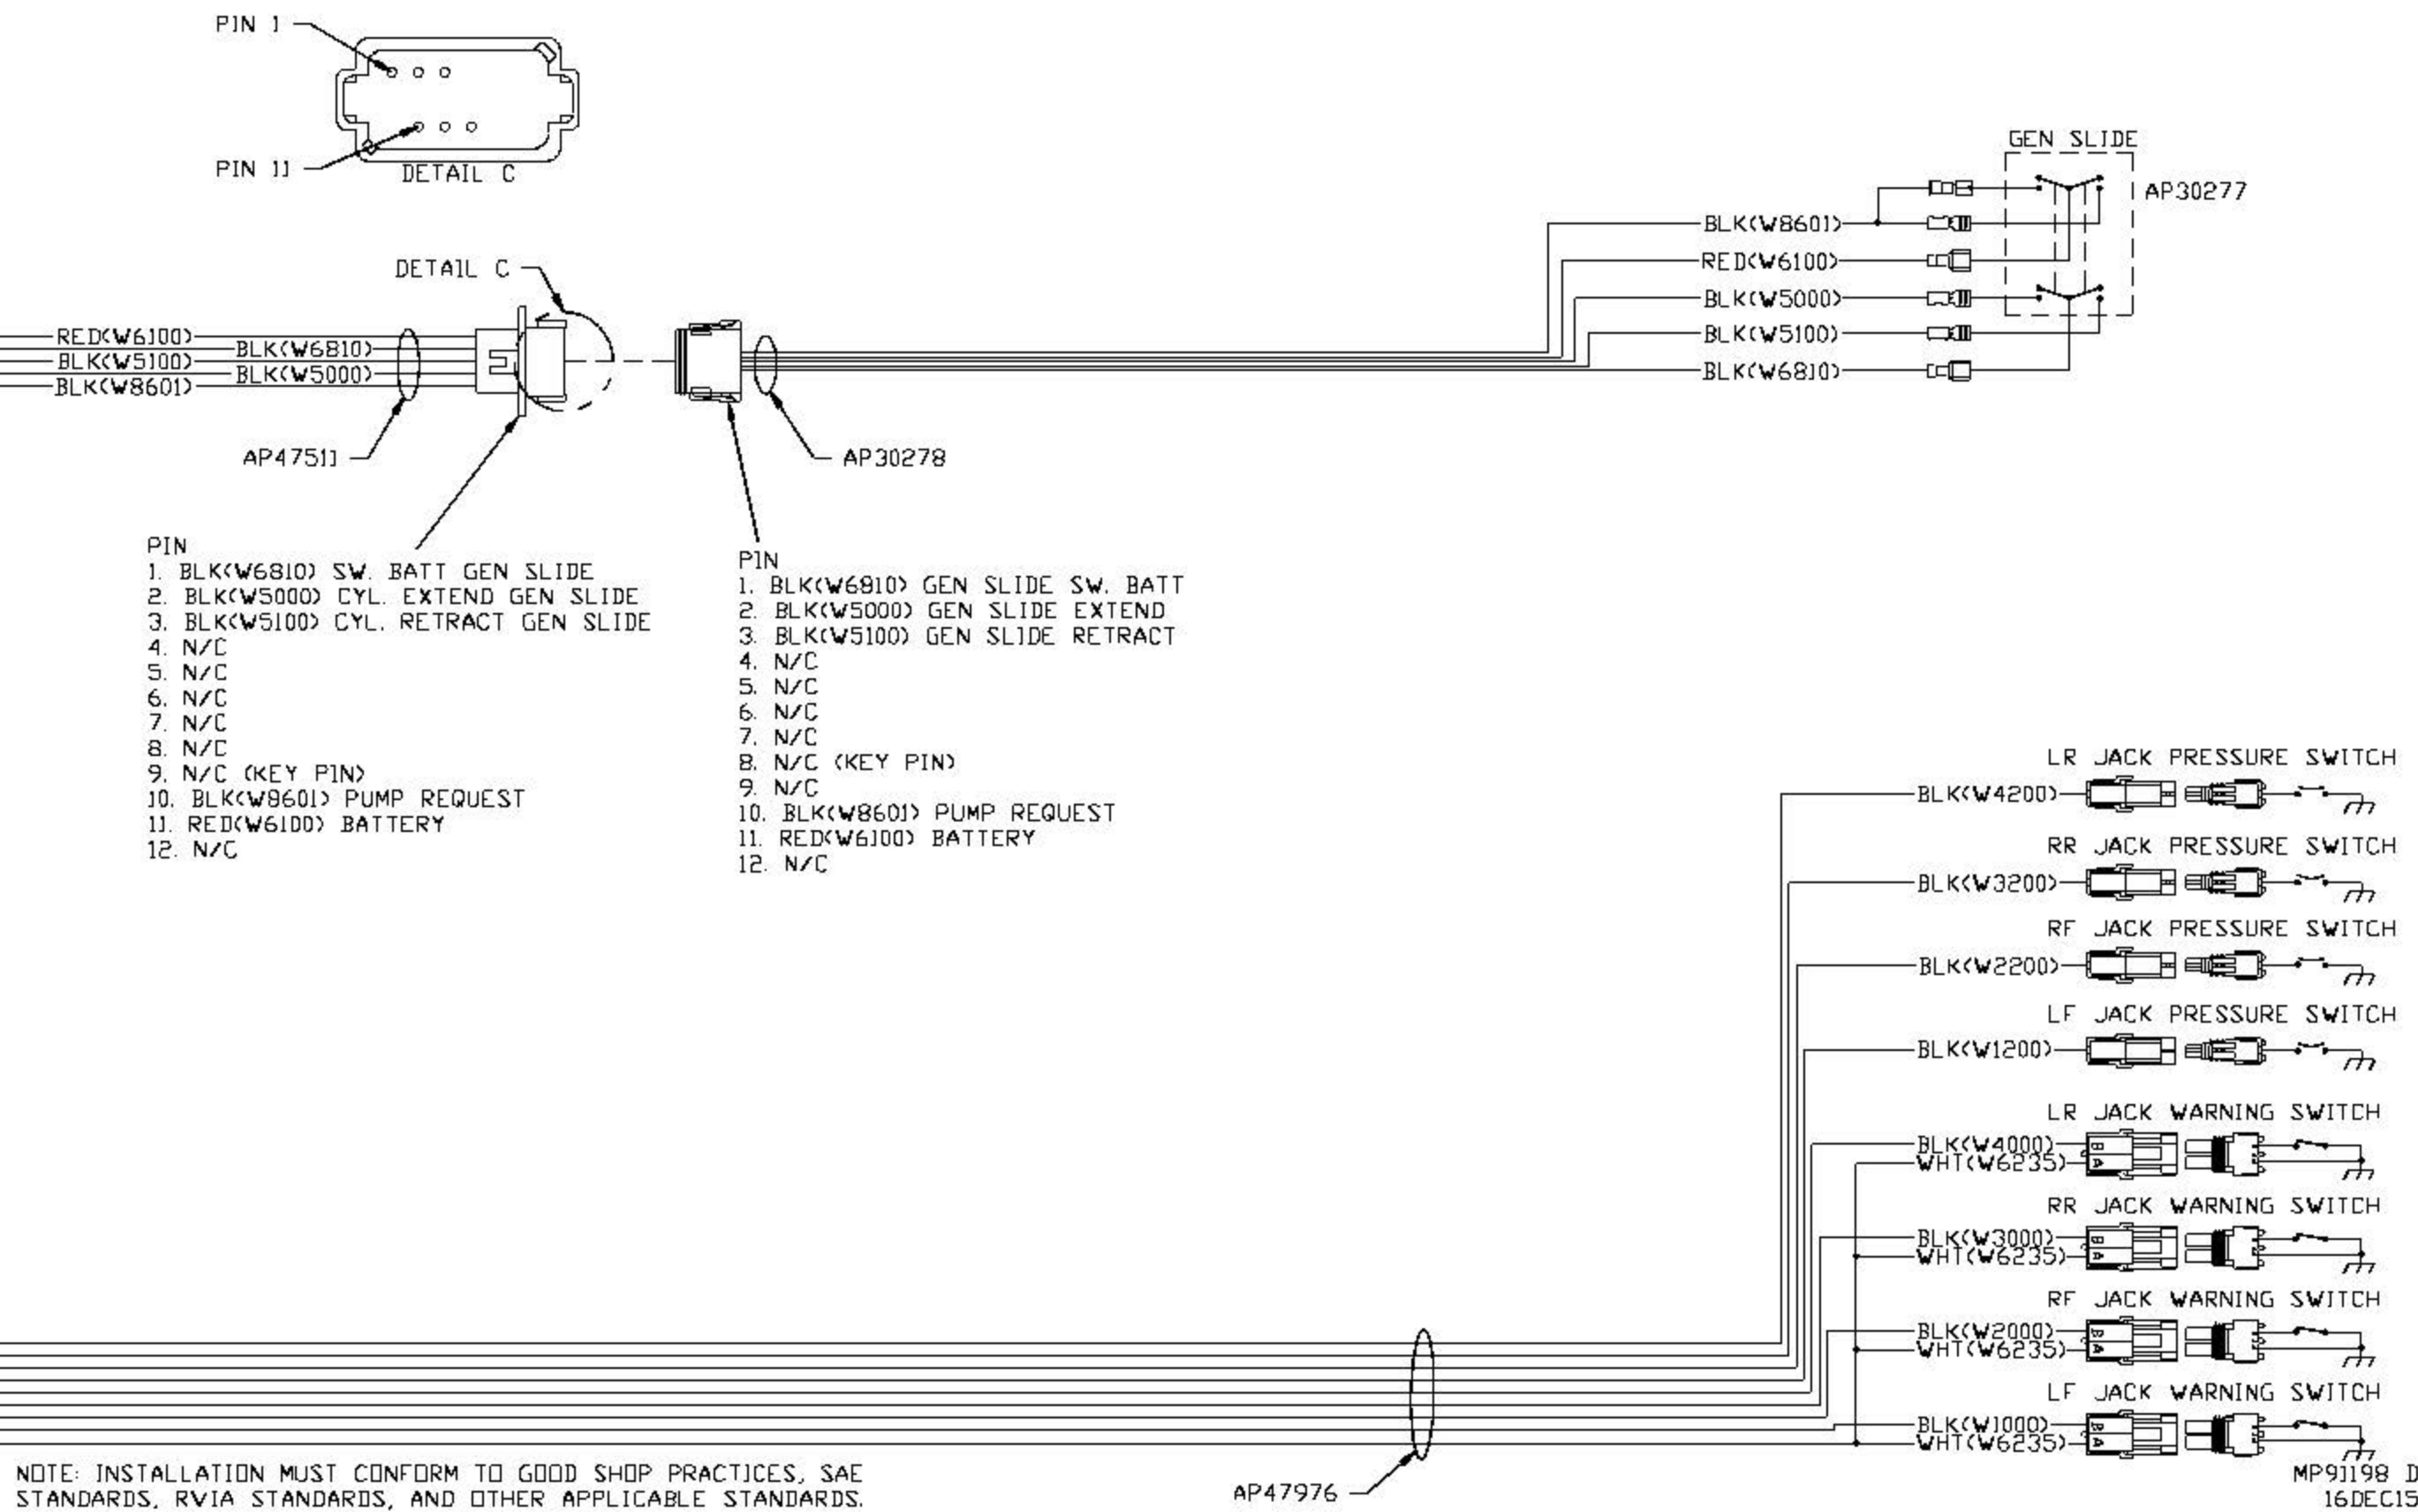 PIN 1
PIN 11
DETAIL C
GEN SLIDE
AP30277
BLK(W8601)
RED(W6100)
BLK(W5000)
BLK(W5100)
BLK(W6810)
DETAIL C
RED(W6100)
BLK(W6810)
BLK(W5100)
BLK(W5000)
BLK(W8601)
AP47511
AP30278
PIN
1. BLK(W6810) SW. BATT GEN SLIDE
2. BLK(W5000) CYL. EXTEND GEN SLIDE
3. BLK(W5100) CYL. RETRACT GEN SLIDE
4. N/C
5. N/C
6. N/C
7. N/C
8. N/C
9. N/C (KEY PIN)
10. BLK(W8601) PUMP REQUEST
11. RED(W6100) BATTERY
12. N/C
PIN
1. BLK(W6810) GEN SLIDE SW. BATT
2. BLK(W5000) GEN SLIDE EXTEND
3. BLK(W5100) GEN SLIDE RETRACT
4. N/C
5. N/C
6. N/C
7. N/C
8. N/C (KEY PIN)
9. N/C
10. BLK(W8601) PUMP REQUEST
11. RED(W6100) BATTERY
12. N/C
LR JACK PRESSURE SWITCH
BLK(W4200)
RR JACK PRESSURE SWITCH
BLK(W3200)
RF JACK PRESSURE SWITCH
BLK(W2200)
LF JACK PRESSURE SWITCH
BLK(W1200)
LR JACK WARNING SWITCH
BLK(W4000) B
WHT(W6235) A
RR JACK WARNING SWITCH
BLK(W3000) B
WHT(W6235) A
RF JACK WARNING SWITCH
BLK(W2000) B
WHT(W6235) A
LF JACK WARNING SWITCH
BLK(W1000) B
WHT(W6235) A
AP47976
NOTE: INSTALLATION MUST CONFORM TO GOOD SHOP PRACTICES, SAE
STANDARDS, RVIA STANDARDS, AND OTHER APPLICABLE STANDARDS.
MP91198 D
16DEC15